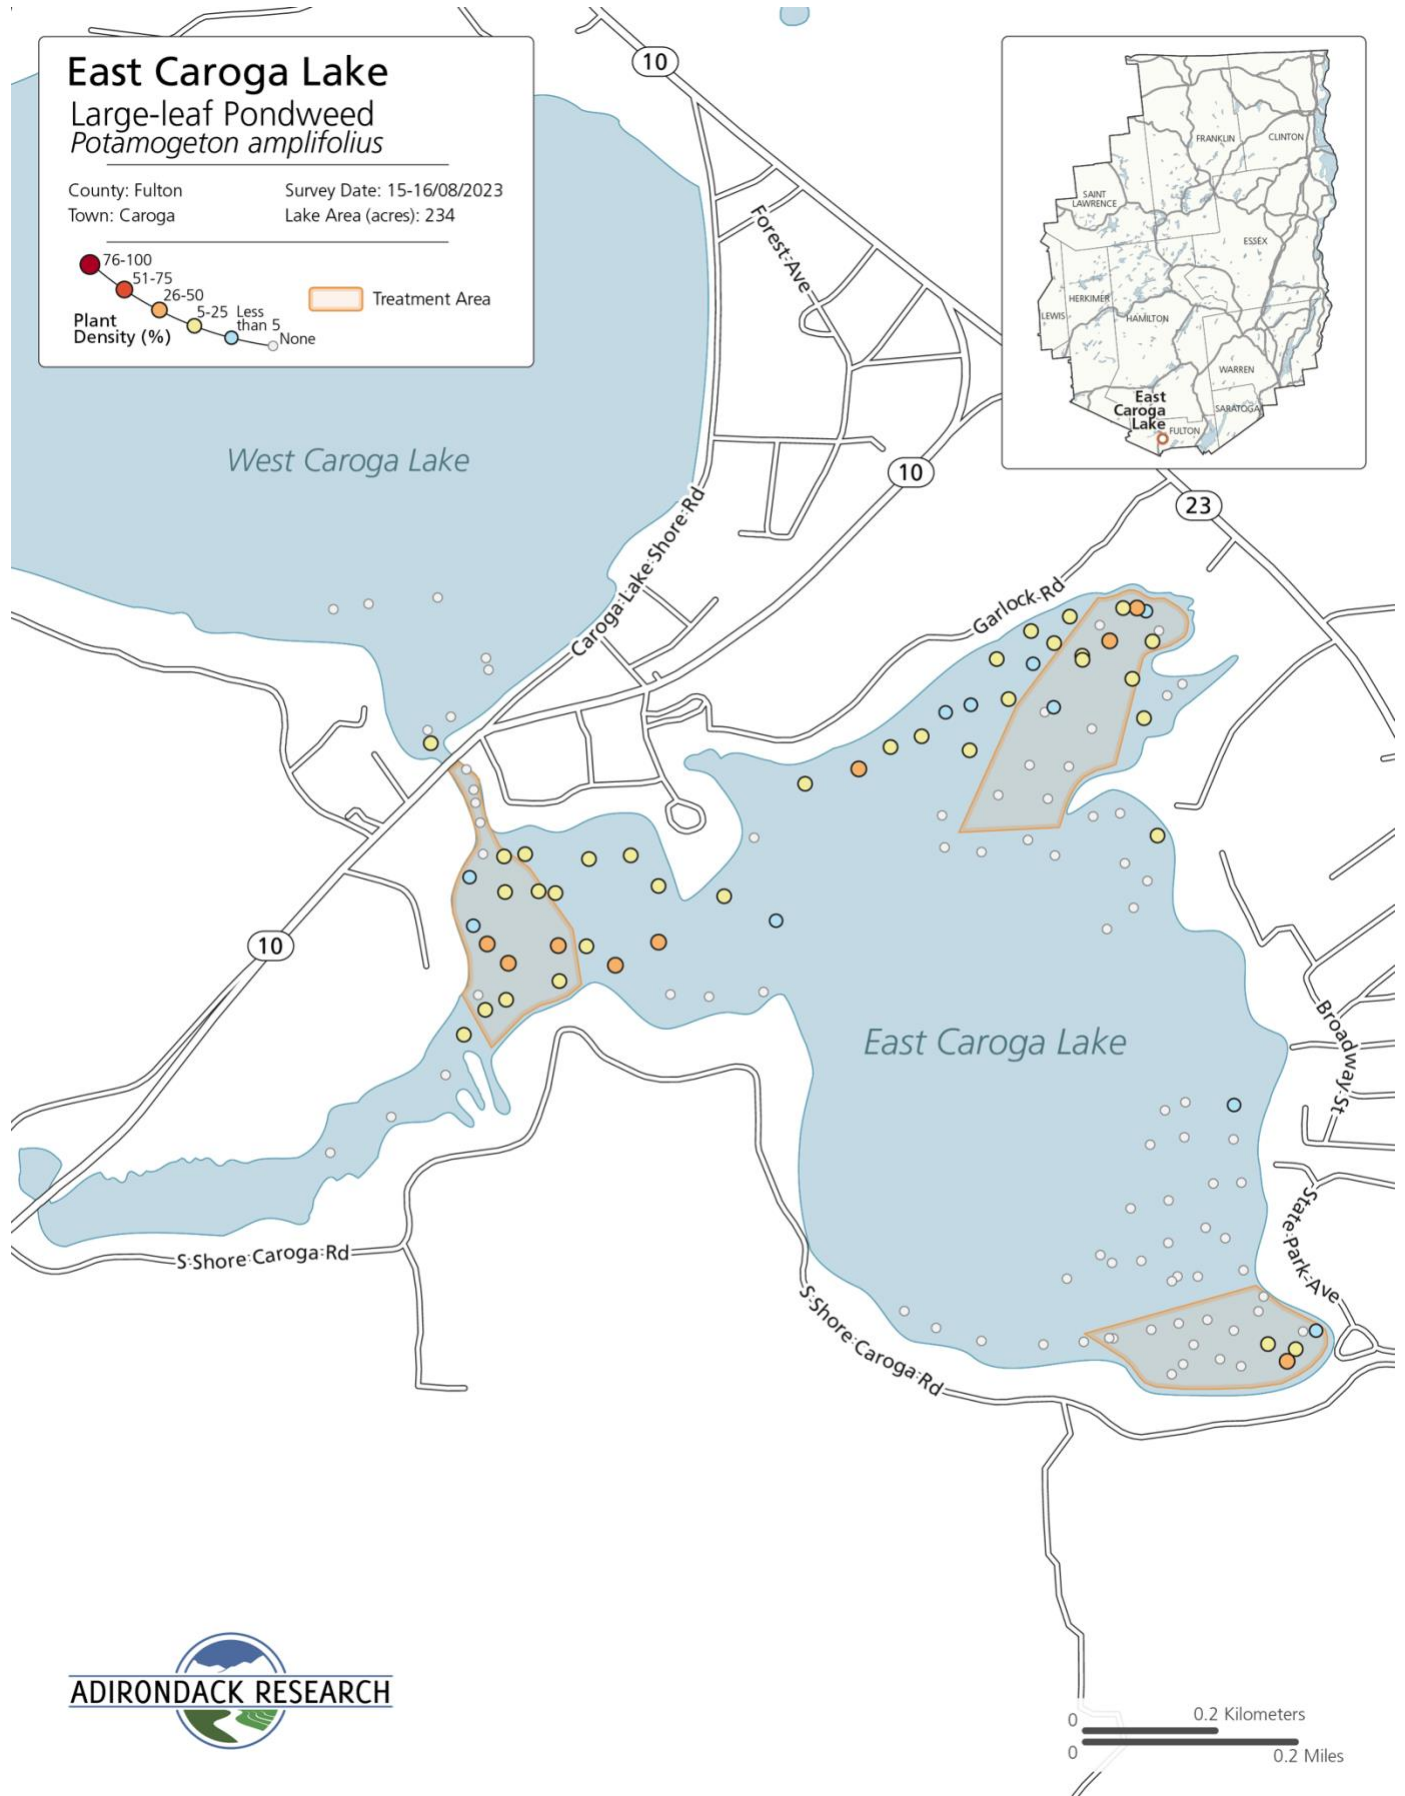 East Caroga Lake
Large-leaf Pondweed
Potamogeton amplifolius
County: Fulton
Survey Date: 15-16/08/2023
Town: Caroga
Lake Area (acres): 234
76-100
51-75
26-50
5-25
Less
than 5
None
Plant
Density (%)
Treatment Area
10
FRANKLIN
CLINTON
SAINT
LAWRENCE
ESSEX
HERKIMER
LEWIS
HAMILTON
WARREN
East
Caroga
Lake
SARATOGA
FULTON
Forest Ave
West Caroga Lake
10
23
Caroga Lake Shore Rd
Garlock Rd
10
East Caroga Lake
Broadway St
State Park Ave
S Shore Caroga Rd
S Shore Caroga Rd
ADIRONDACK RESEARCH
0
0.2 Kilometers
0
0.2 Miles